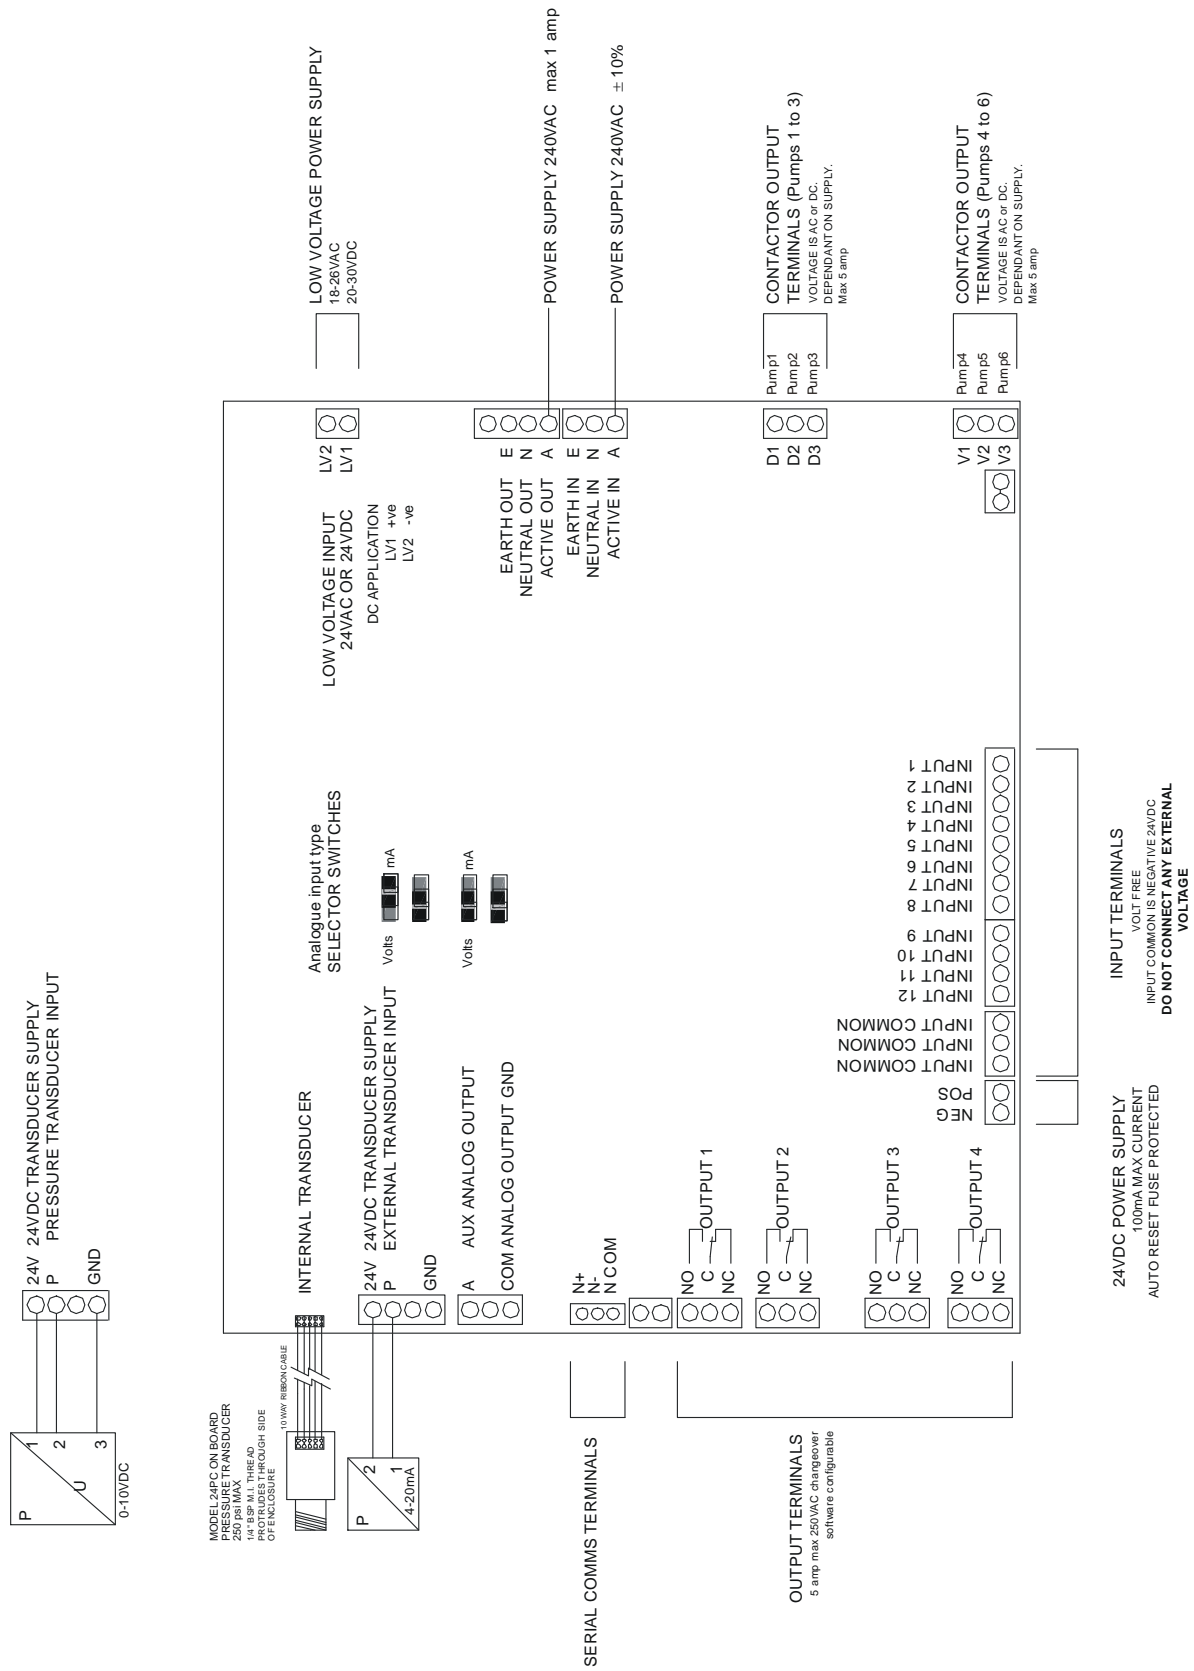 24V 24VDC TRANSDUCER SUPPLY
P PRESSURE TRANSDUCER INPUT
GND
P
U
1
2
3
0-10VDC
MODEL 24PC ON BOARD
PRESSURE TRANSDUCER
250 psi MAX
1/4" BSP M.I. THREAD
PROTRUDES THROUGH SIDE
OF ENCLOSURE
10 WAY RIBBON CABLE
INTERNAL TRANSDUCER
P
2
1
4-20mA
24V 24VDC TRANSDUCER SUPPLY
P EXTERNAL TRANSDUCER INPUT
GND
A AUX ANALOG OUTPUT
COM ANALOG OUTPUT GND
Analogue input type
SELECTOR SWITCHES
Volts
mA
Volts
mA
LOW VOLTAGE INPUT
24VAC OR 24VDC
DC APPLICATION
LV1 +ve
LV2 -ve
LV2
LV1
LOW VOLTAGE POWER SUPPLY
18-26VAC
20-30VDC
EARTH OUT E
NEUTRAL OUT N
ACTIVE OUT A
EARTH IN E
NEUTRAL IN N
ACTIVE IN A
POWER SUPPLY 240VAC max 1 amp
POWER SUPPLY 240VAC ±10%
SERIAL COMMS TERMINALS
N+
N-
N COM
OUTPUT TERMINALS
5 amp max 250VAC changeover
software configurable
NO
C
NC
OUTPUT 1
NO
C
NC
OUTPUT 2
NO
C
NC
OUTPUT 3
NO
C
NC
OUTPUT 4
D1
D2
D3
Pump1
Pump2
Pump3
CONTACTOR OUTPUT
TERMINALS (Pumps 1 to 3)
VOLTAGE IS AC or DC.
DEPENDANT ON SUPPLY.
Max 5 amp
V1
V2
V3
Pump4
Pump5
Pump6
CONTACTOR OUTPUT
TERMINALS (Pumps 4 to 6)
VOLTAGE IS AC or DC.
DEPENDANT ON SUPPLY.
Max 5 amp
NEG
POS
INPUT COMMON
INPUT COMMON
INPUT COMMON
INPUT 12
INPUT 11
INPUT 10
INPUT 9
INPUT 8
INPUT 7
INPUT 6
INPUT 5
INPUT 4
INPUT 3
INPUT 2
INPUT 1
24VDC POWER SUPPLY
100mA MAX CURRENT
AUTO RESET FUSE PROTECTED
INPUT TERMINALS
VOLT FREE
INPUT COMMON IS NEGATIVE 24VDC
DO NOT CONNECT ANY EXTERNAL
VOLTAGE